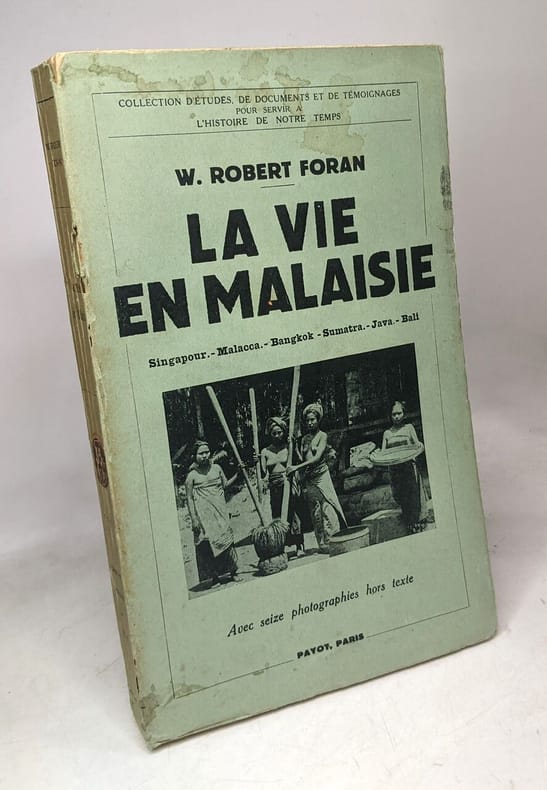 COLLECTION D'ÉTUDES, DE DOCUMENTS ET DE TÉMOIGNAGES
POUR SERVIR A
L'HISTOIRE DE NOTRE TEMPS
W. ROBERT FORAN
LA VIE
EN MALAISIE
Singapour.-Malacca.-Bangkok-Sumatra.-Java.-Bali
Avec seize photographies hors texte
PAYOT, PARIS